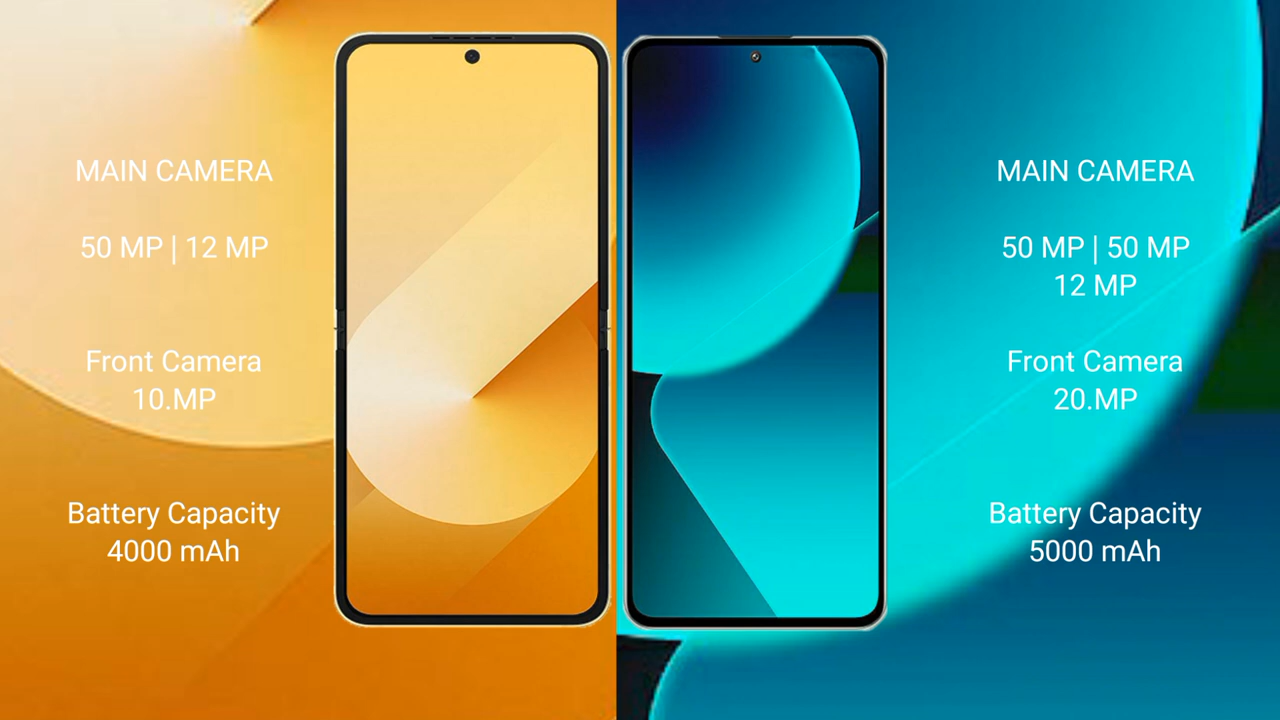 MAIN CAMERA
50 MP | 12 MP
Front Camera
10.MP
Battery Capacity
4000 mAh
MAIN CAMERA
50 MP | 50 MP
12 MP
Front Camera
20.MP
Battery Capacity
5000 mAh